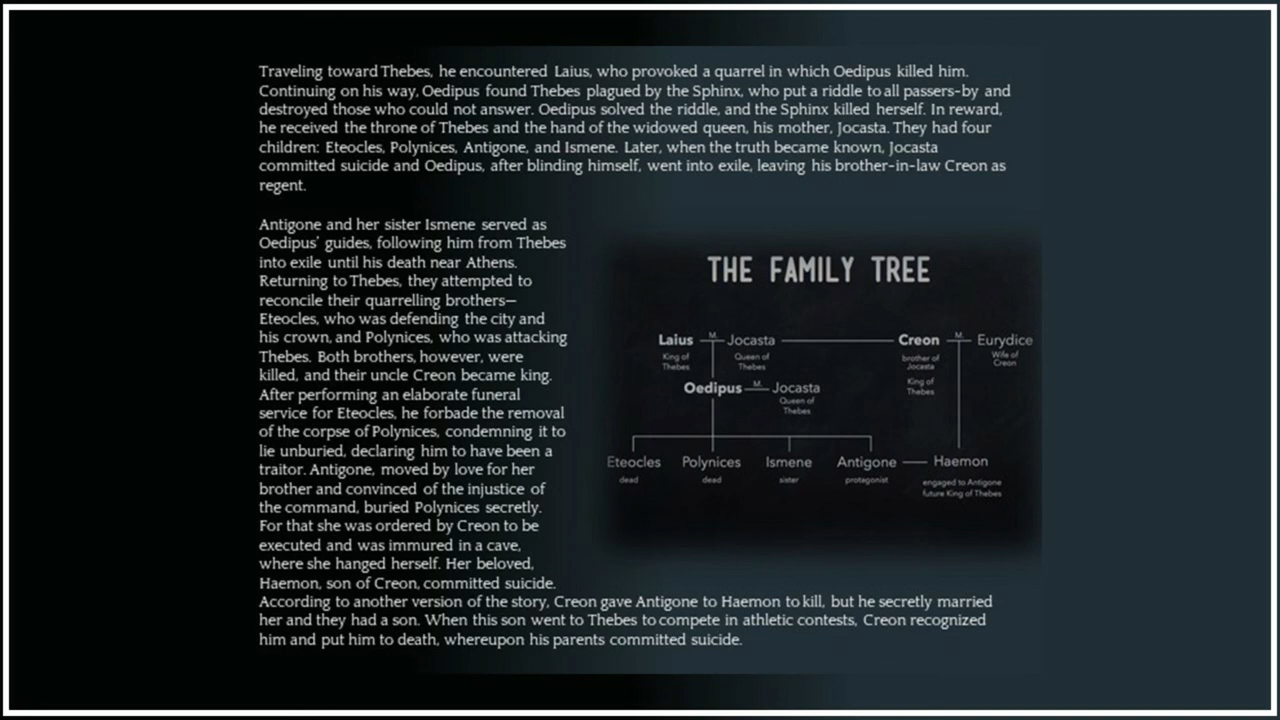 Traveling toward Thebes, he encountered Laius, who provoked a quarrel in which Oedipus killed him.
Continuing on his way, Oedipus found Thebes plagued by the Sphinx, who put a riddle to all passers-by and
destroyed those who could not answer. Oedipus solved the riddle, and the Sphinx killed herself. In reward,
he received the throne of Thebes and the hand of the widowed queen, his mother, Jocasta. They had four
children: Eteocles, Polynices, Antigone, and Ismene. Later, when the truth became known, Jocasta
committed suicide and Oedipus, after blinding himself, went into exile, leaving his brother-in-law Creon as
regent.
Antigone and her sister Ismene served as
Oedipus' guides, following him from Thebes
into exile until his death near Athens.
Returning to Thebes, they attempted to
reconcile their quarrelling brothers—
Eteocles, who was defending the city and
his crown, and Polynices, who was attacking
Thebes. Both brothers, however, were
killed, and their uncle Creon became king.
After performing an elaborate funeral
service for Eteocles, he forbade the removal
of the corpse of Polynices, condemning it to
lie unburied, declaring him to have been a
traitor. Antigone, moved by love for her
brother and convinced of the injustice of
the command, buried Polynices secretly.
For that she was ordered by Creon to be
executed and was immured in a cave,
where she hanged herself. Her beloved,
Haemon, son of Creon, committed suicide.
According to another version of the story, Creon gave Antigone to Haemon to kill, but he secretly married
her and they had a son. When this son went to Thebes to compete in athletic contests, Creon recognized
him and put him to death, whereupon his parents committed suicide.
THE FAMILY TREE
Laius M. Jocasta Creon M. Eurydice
King of Thebes
Queen of Thebes
brother of Jocasta
King of Thebes
Wife of Creon
Oedipus M. Jocasta
Queen of Thebes
Eteocles Polynices Ismene Antigone Haemon
dead dead sister protagonist engaged to Antigone
future King of Thebes